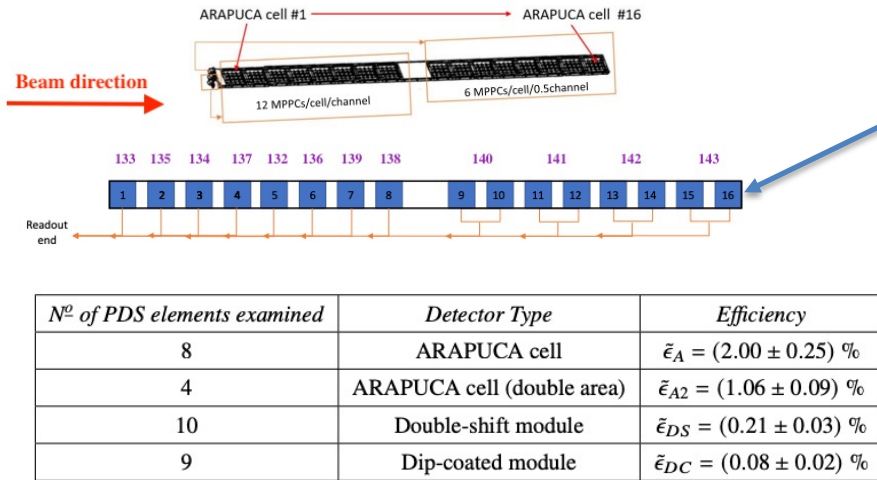 ARAPUCA cell #1
ARAPUCA cell #16
Beam direction
12 MPPCs/cell/channel
6 MPPCs/cell/0.5channel
133 135 134 137 132 136 139 138 140 141 142 143
1 2 3 4 5 6 7 8 9 10 11 12 13 14 15 16
Readout
end
Nº of PDS elements examined Detector Type Efficiency
8 ARAPUCA cell ϵ̃_A = (2.00 ± 0.25) %
4 ARAPUCA cell (double area) ϵ̃_A2 = (1.06 ± 0.09) %
10 Double-shift module ϵ̃_DS = (0.21 ± 0.03) %
9 Dip-coated module ϵ̃_DC = (0.08 ± 0.02) %